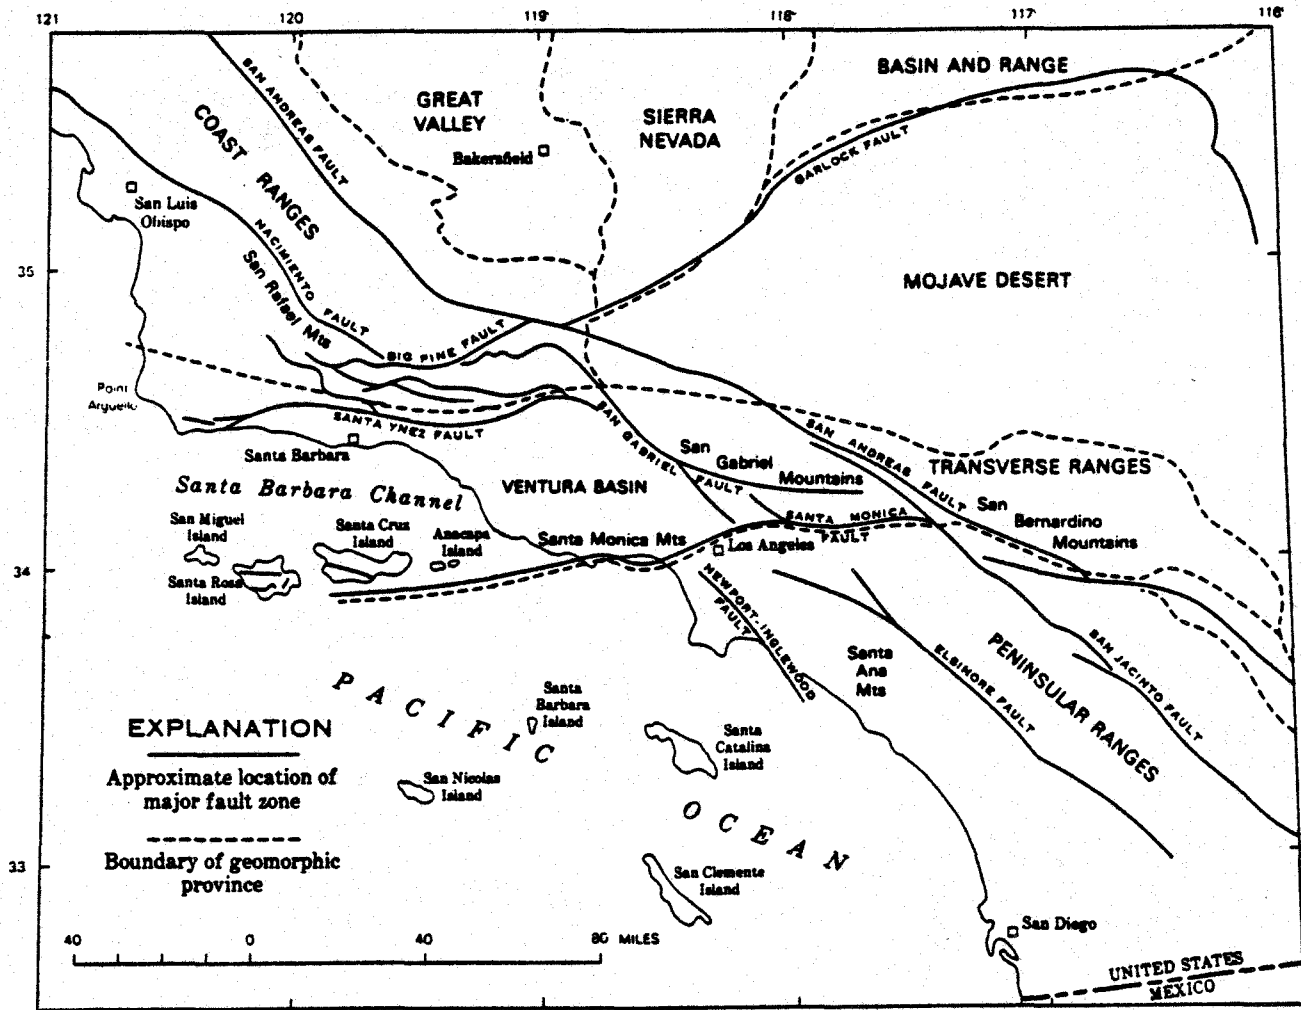 121
120
119
118
117
116
BASIN AND RANGE
GREAT
VALLEY
SIERRA
NEVADA
SAN ANDREAS FAULT
COAST RANGES
Bakersfield
GARLOCK FAULT
San Luis
Obispo
NACIMIENTO FAULT
San Rafael Mts
35
MOJAVE DESERT
BIG PINE FAULT
Point
Arguello
SANTA YNEZ FAULT
SAN GABRIEL FAULT
SAN ANDREAS FAULT
Santa Barbara
San
Gabriel
Mountains
TRANSVERSE RANGES
Santa Barbara Channel
VENTURA BASIN
San
Bernardino
Mountains
SANTA MONICA
FAULT
San Miguel
Island
Santa Cruz
Island
Anacapa
Island
Santa Monica Mts
Los Angeles
34
Santa Rosa
Island
NEWPORT-INGLEWOOD
FAULT
Santa
Ana
Mts
ELSINORE FAULT
PENINSULAR RANGES
SAN JACINTO FAULT
PACIFIC
Santa
Barbara
Island
Santa
Catalina
Island
San Nicolas
Island
OCEAN
San Clemente
Island
EXPLANATION
Approximate location of
major fault zone
Boundary of geomorphic
province
33
40
0
40
80 MILES
San Diego
UNITED STATES
MEXICO